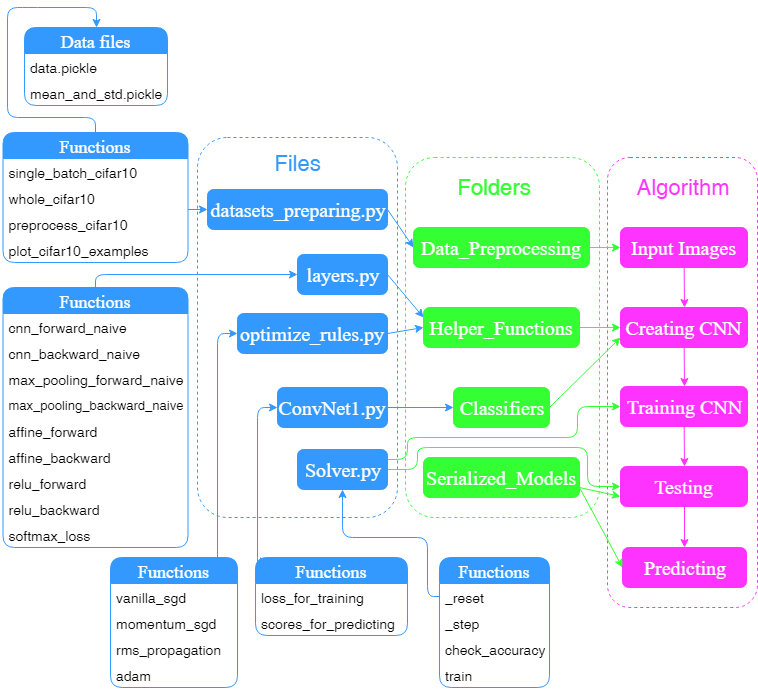 Data files
data.pickle
mean_and_std.pickle
Functions
single_batch_cifar10
whole_cifar10
preprocess_cifar10
plot_cifar10_examples
Functions
cnn_forward_naive
cnn_backward_naive
max_pooling_forward_naive
max_pooling_backward_naive
affine_forward
affine_backward
relu_forward
relu_backward
softmax_loss
Files
datasets_preparing.py
layers.py
optimize_rules.py
ConvNet1.py
Solver.py
Folders
Data_Preprocessing
Helper_Functions
Classifiers
Serialized_Models
Algorithm
Input Images
Creating CNN
Training CNN
Testing
Predicting
Functions
vanilla_sgd
momentum_sgd
rms_propagation
adam
Functions
loss_for_training
scores_for_predicting
Functions
_reset
_step
check_accuracy
train